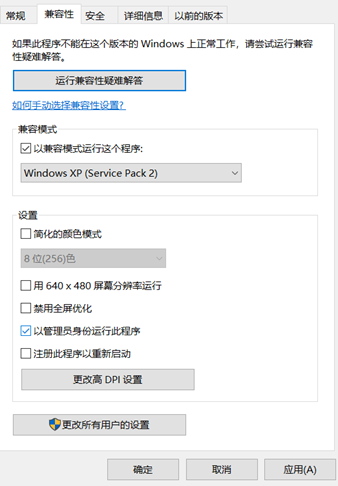 常规 兼容性 安全 详细信息 以前的版本
如果此程序不能在这个版本的 Windows 上正常工作，请尝试运行兼容
性疑难解答。
运行兼容性疑难解答
如何手动选择兼容性设置?
兼容模式
以兼容模式运行这个程序:
Windows XP (Service Pack 2)
设置
简化的颜色模式
8 位(256)色
用 640 x 480 屏幕分辨率运行
禁用全屏优化
以管理员身份运行此程序
注册此程序以重新启动
更改高 DPI 设置
更改所有用户的设置
确定 取消 应用(A)